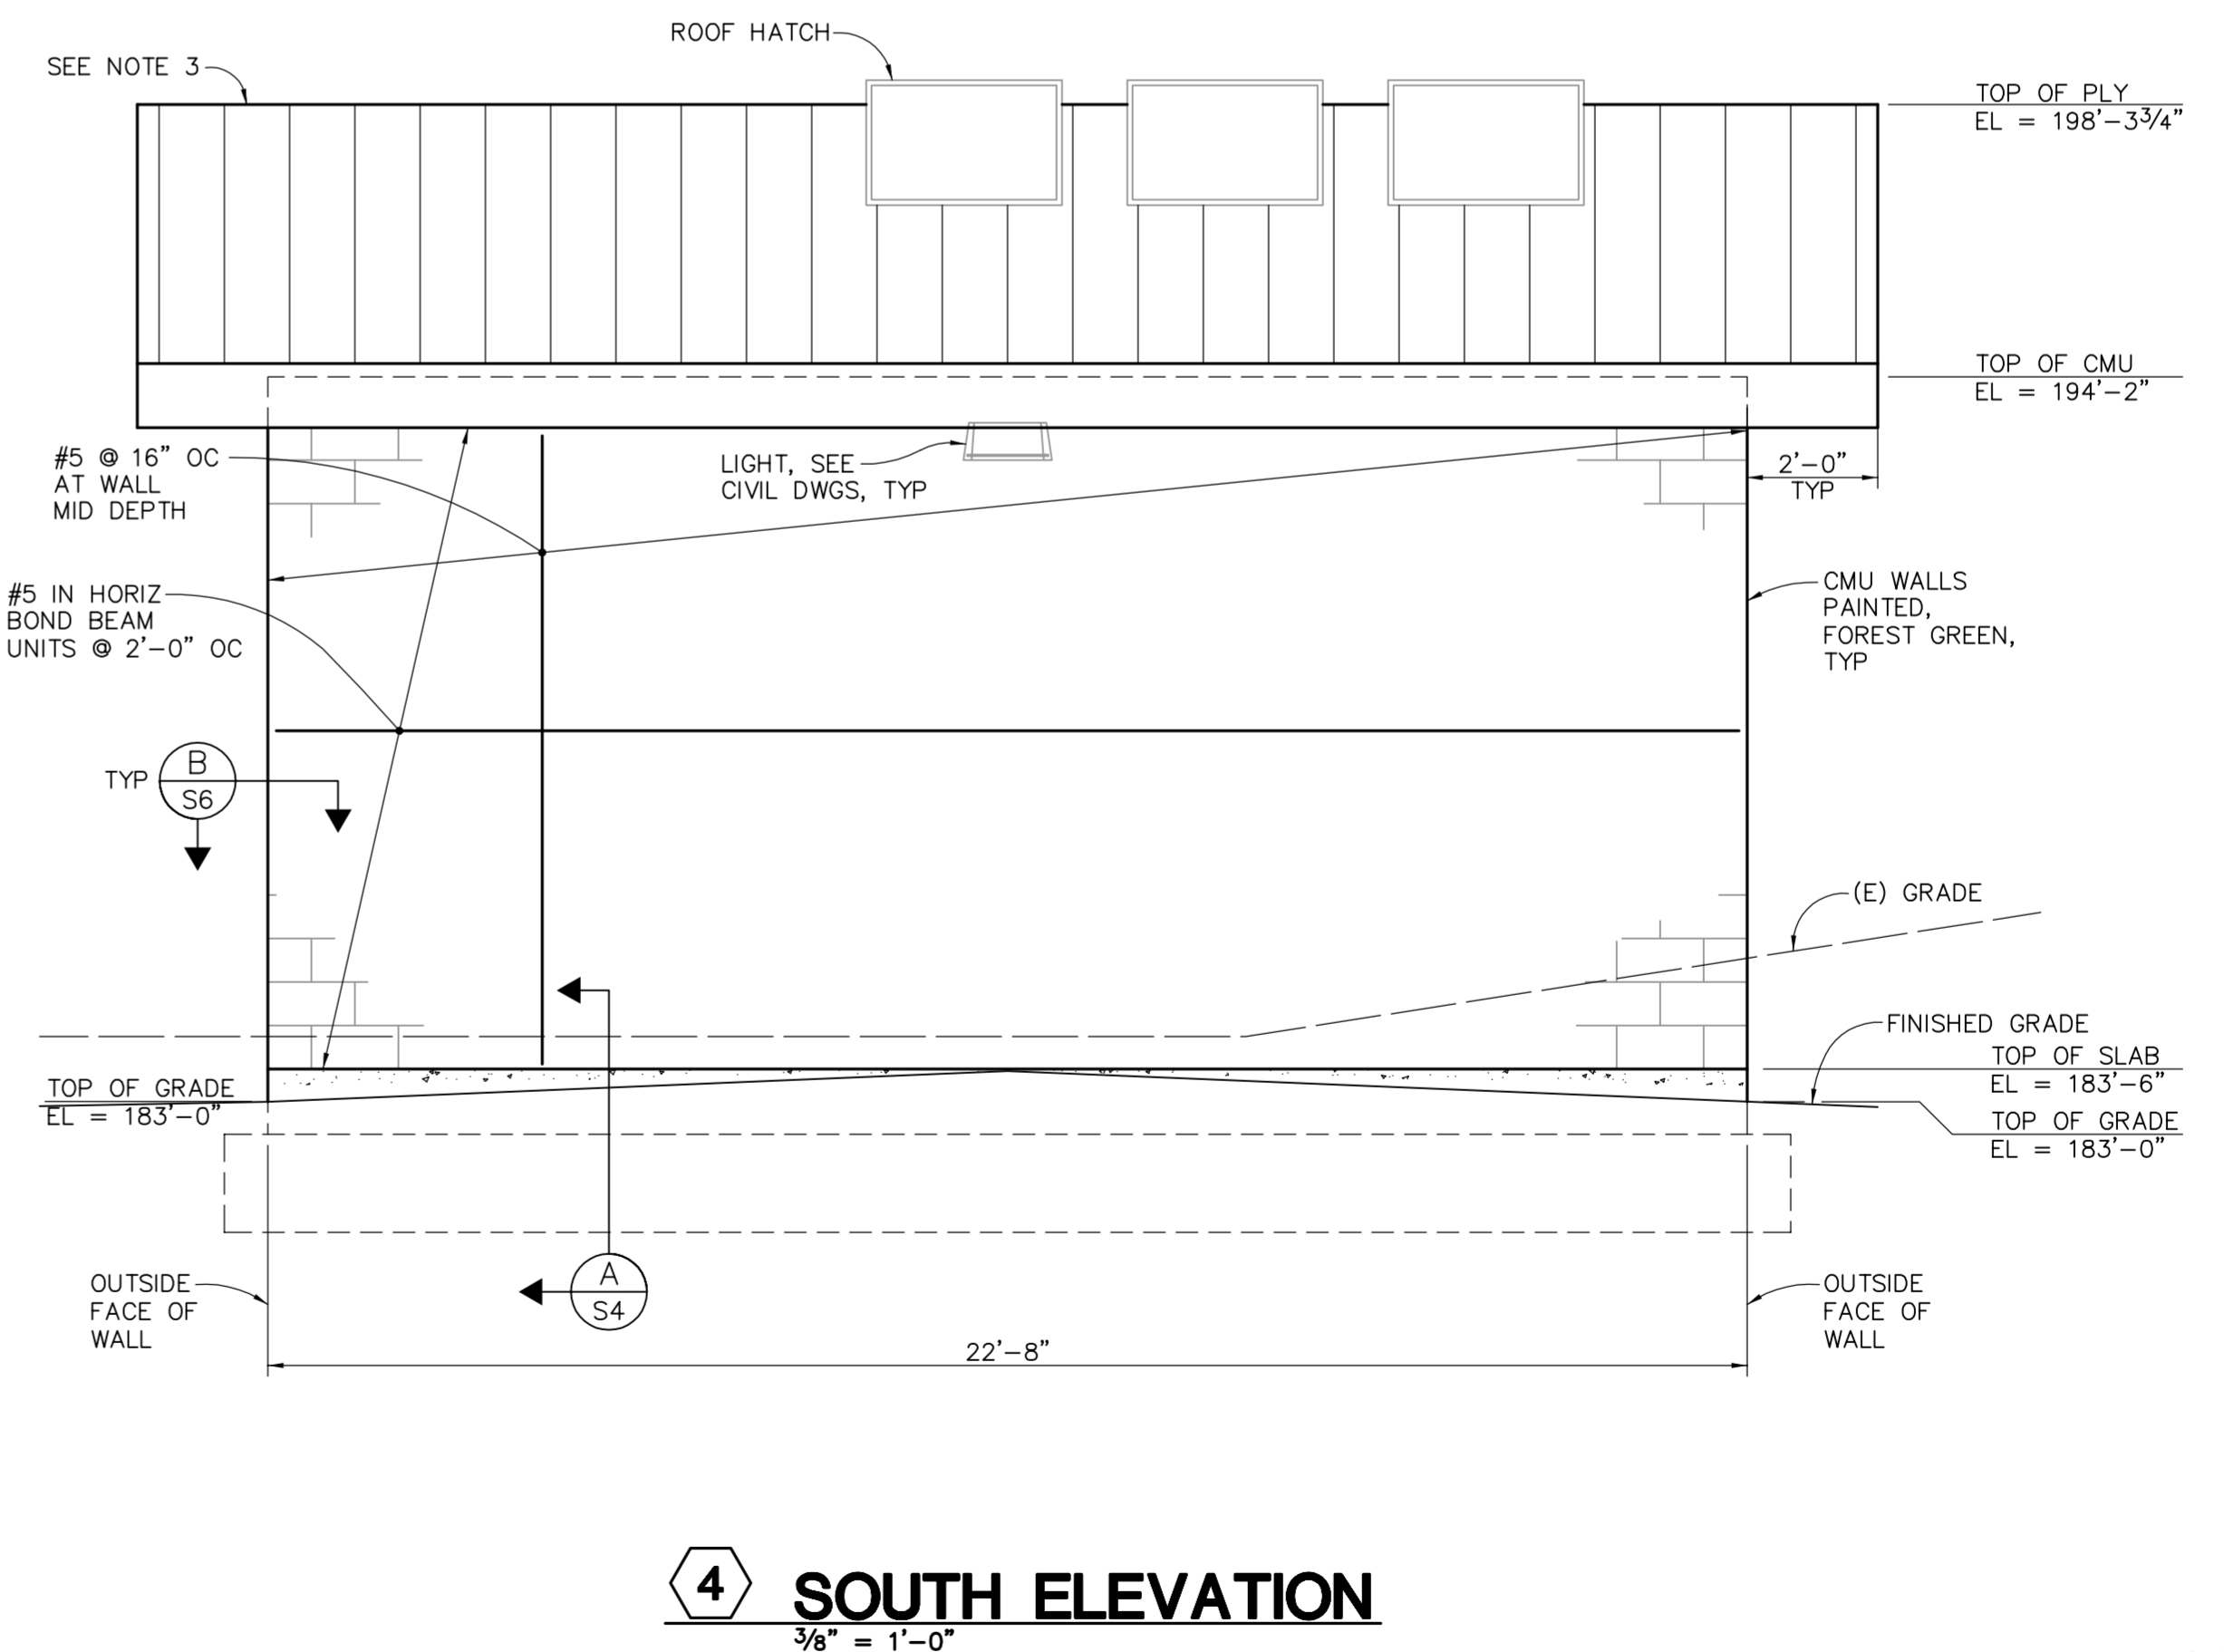 ROOF HATCH
SEE NOTE 3
TOP OF PLY
EL = 198'-3¾"
TOP OF CMU
EL = 194'-2"
#5 @ 16" OC
AT WALL
MID DEPTH
LIGHT, SEE
CIVIL DWGS, TYP
2'-0"
TYP
#5 IN HORIZ
BOND BEAM
UNITS @ 2'-0" OC
CMU WALLS
PAINTED,
FOREST GREEN,
TYP
TYP
B
S6
(E) GRADE
FINISHED GRADE
TOP OF SLAB
EL = 183'-6"
TOP OF GRADE
EL = 183'-0"
TOP OF GRADE
EL = 183'-0"
OUTSIDE
FACE OF
WALL
A
S4
OUTSIDE
FACE OF
WALL
22'-8"
4 SOUTH ELEVATION
⅜" = 1'-0"